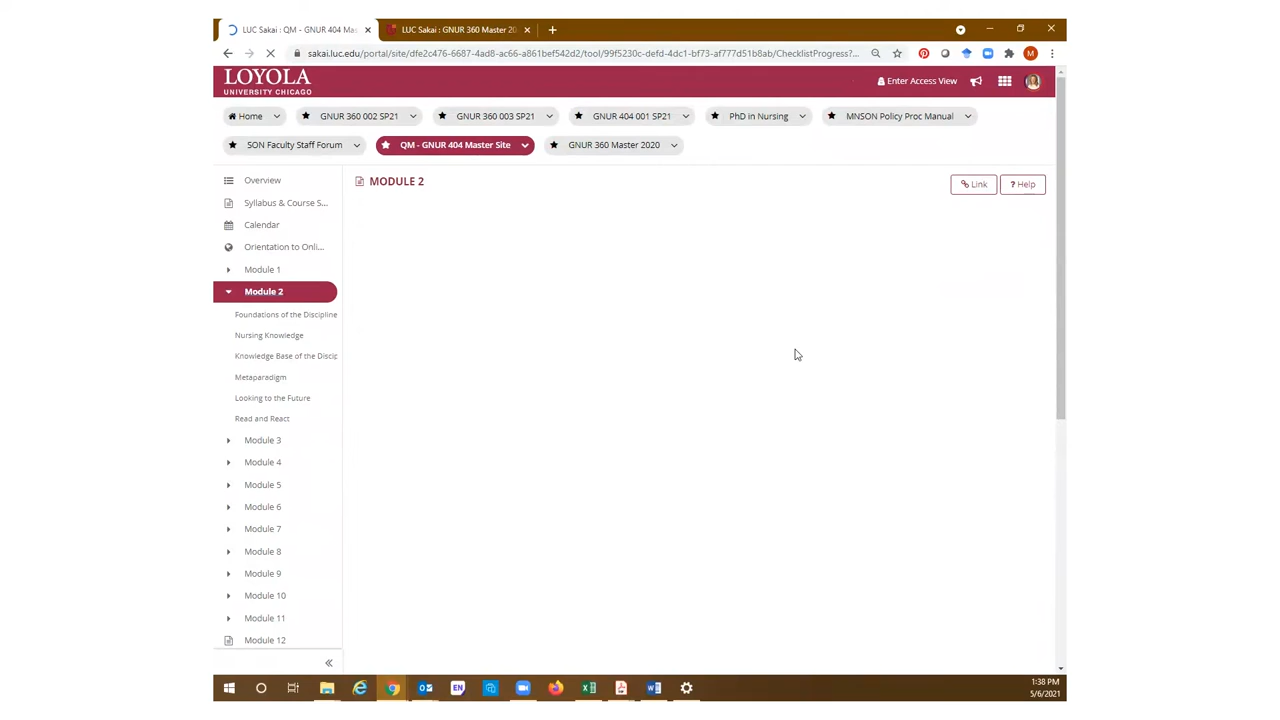 LUC Sakai : QM - GNUR 404 Mas
LUC Sakai : GNUR 360 Master 20
sakai.luc.edu/portal/site/dfe2c476-6687-4ad8-ac66-a861bef542d2/tool/99f5230c-defd-4dc1-bf73-af777d51b8ab/ChecklistProgress?...
M
LOYOLA
UNIVERSITY CHICAGO
Enter Access View
Home
GNUR 360 002 SP21
GNUR 360 003 SP21
GNUR 404 001 SP21
PhD in Nursing
MNSON Policy Proc Manual
SON Faculty Staff Forum
QM - GNUR 404 Master Site
GNUR 360 Master 2020
Overview
Syllabus & Course S...
Calendar
Orientation to Onli...
Module 1
Module 2
Foundations of the Discipline
Nursing Knowledge
Knowledge Base of the Discip
Metaparadigm
Looking to the Future
Read and React
Module 3
Module 4
Module 5
Module 6
Module 7
Module 8
Module 9
Module 10
Module 11
Module 12
MODULE 2
Link
? Help
EN
1:38 PM
5/6/2021